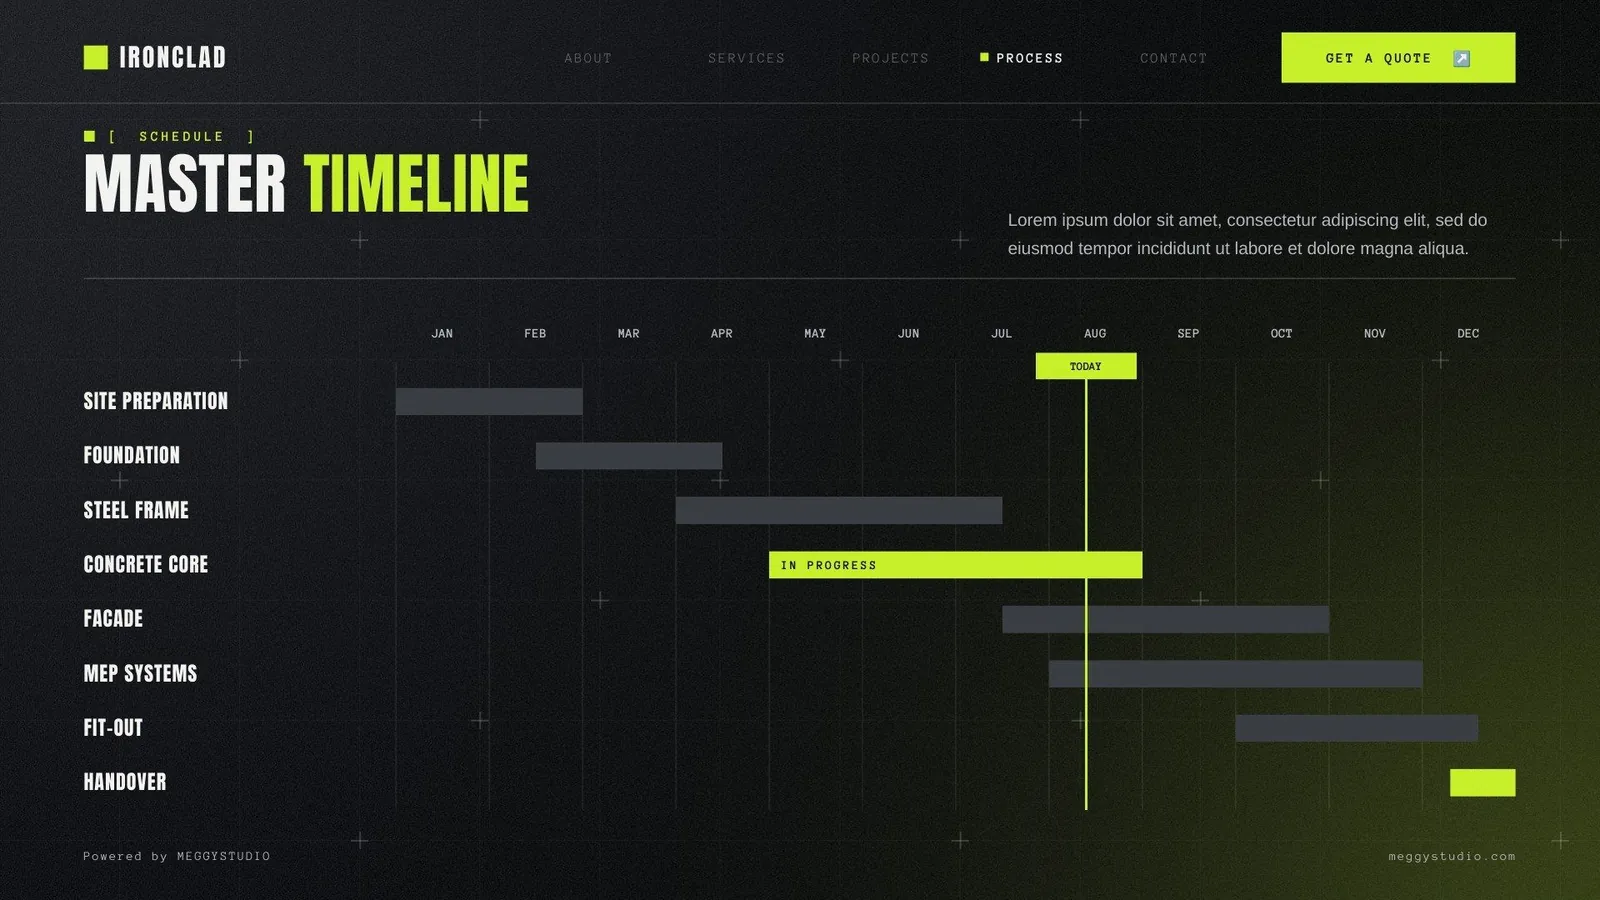 IRONCLAD
ABOUT SERVICES PROJECTS PROCESS CONTACT GET A QUOTE ↗
[ SCHEDULE ]
MASTER TIMELINE
Lorem ipsum dolor sit amet, consectetur adipiscing elit, sed do
eiusmod tempor incididunt ut labore et dolore magna aliqua.
JAN FEB MAR APR MAY JUN JUL AUG SEP OCT NOV DEC
TODAY
SITE PREPARATION
FOUNDATION
STEEL FRAME
CONCRETE CORE IN PROGRESS
FACADE
MEP SYSTEMS
FIT-OUT
HANDOVER
Powered by MEGGYSTUDIO meggystudio.com